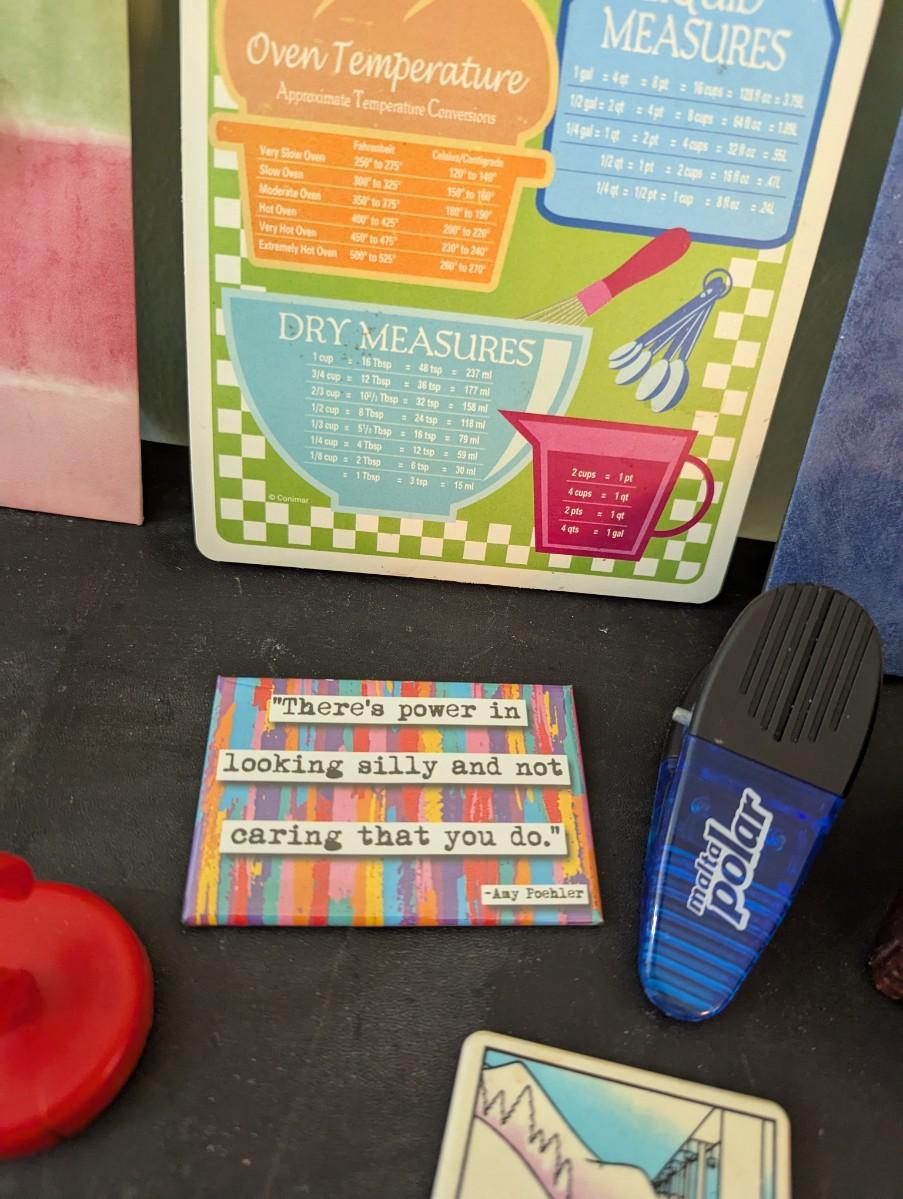 Oven Temperature
Approximate Temperature Conversions
Fahrenheit Celsius/Centigrade
Very Slow Oven 250° to 275° 120° to 140°
Slow Oven 300° to 325° 150° to 160°
Moderate Oven 350° to 375° 180° to 190°
Hot Oven 400° to 425° 200° to 220°
Very Hot Oven 450° to 475° 230° to 240°
Extremely Hot Oven 500° to 525° 260° to 270°
LIQUID
MEASURES
1 gal = 4 qt = 8 pt = 16 cups = 128 fl oz = 3.79L
1/2 gal = 2 qt = 4 pt = 8 cups = 64 fl oz = 1.89L
1/4 gal = 1 qt = 2 pt = 4 cups = 32 fl oz = .95L
1/2 qt = 1 pt = 2 cups = 16 fl oz = .47L
1/4 qt = 1/2 pt = 1 cup = 8 fl oz = .24L
DRY MEASURES
1 cup = 16 Tbsp = 48 tsp = 237 ml
3/4 cup = 12 Tbsp = 36 tsp = 177 ml
2/3 cup = 10²/₃ Tbsp = 32 tsp = 158 ml
1/2 cup = 8 Tbsp = 24 tsp = 118 ml
1/3 cup = 5¹/₃ Tbsp = 16 tsp = 79 ml
1/4 cup = 4 Tbsp = 12 tsp = 59 ml
1/8 cup = 2 Tbsp = 6 tsp = 30 ml
= 1 Tbsp = 3 tsp = 15 ml
© Conimar
2 cups = 1 pt
4 cups = 1 qt
2 pts = 1 qt
4 qts = 1 gal
"There's power in
looking silly and not
caring that you do."
-Amy Poehler
maktal
polar